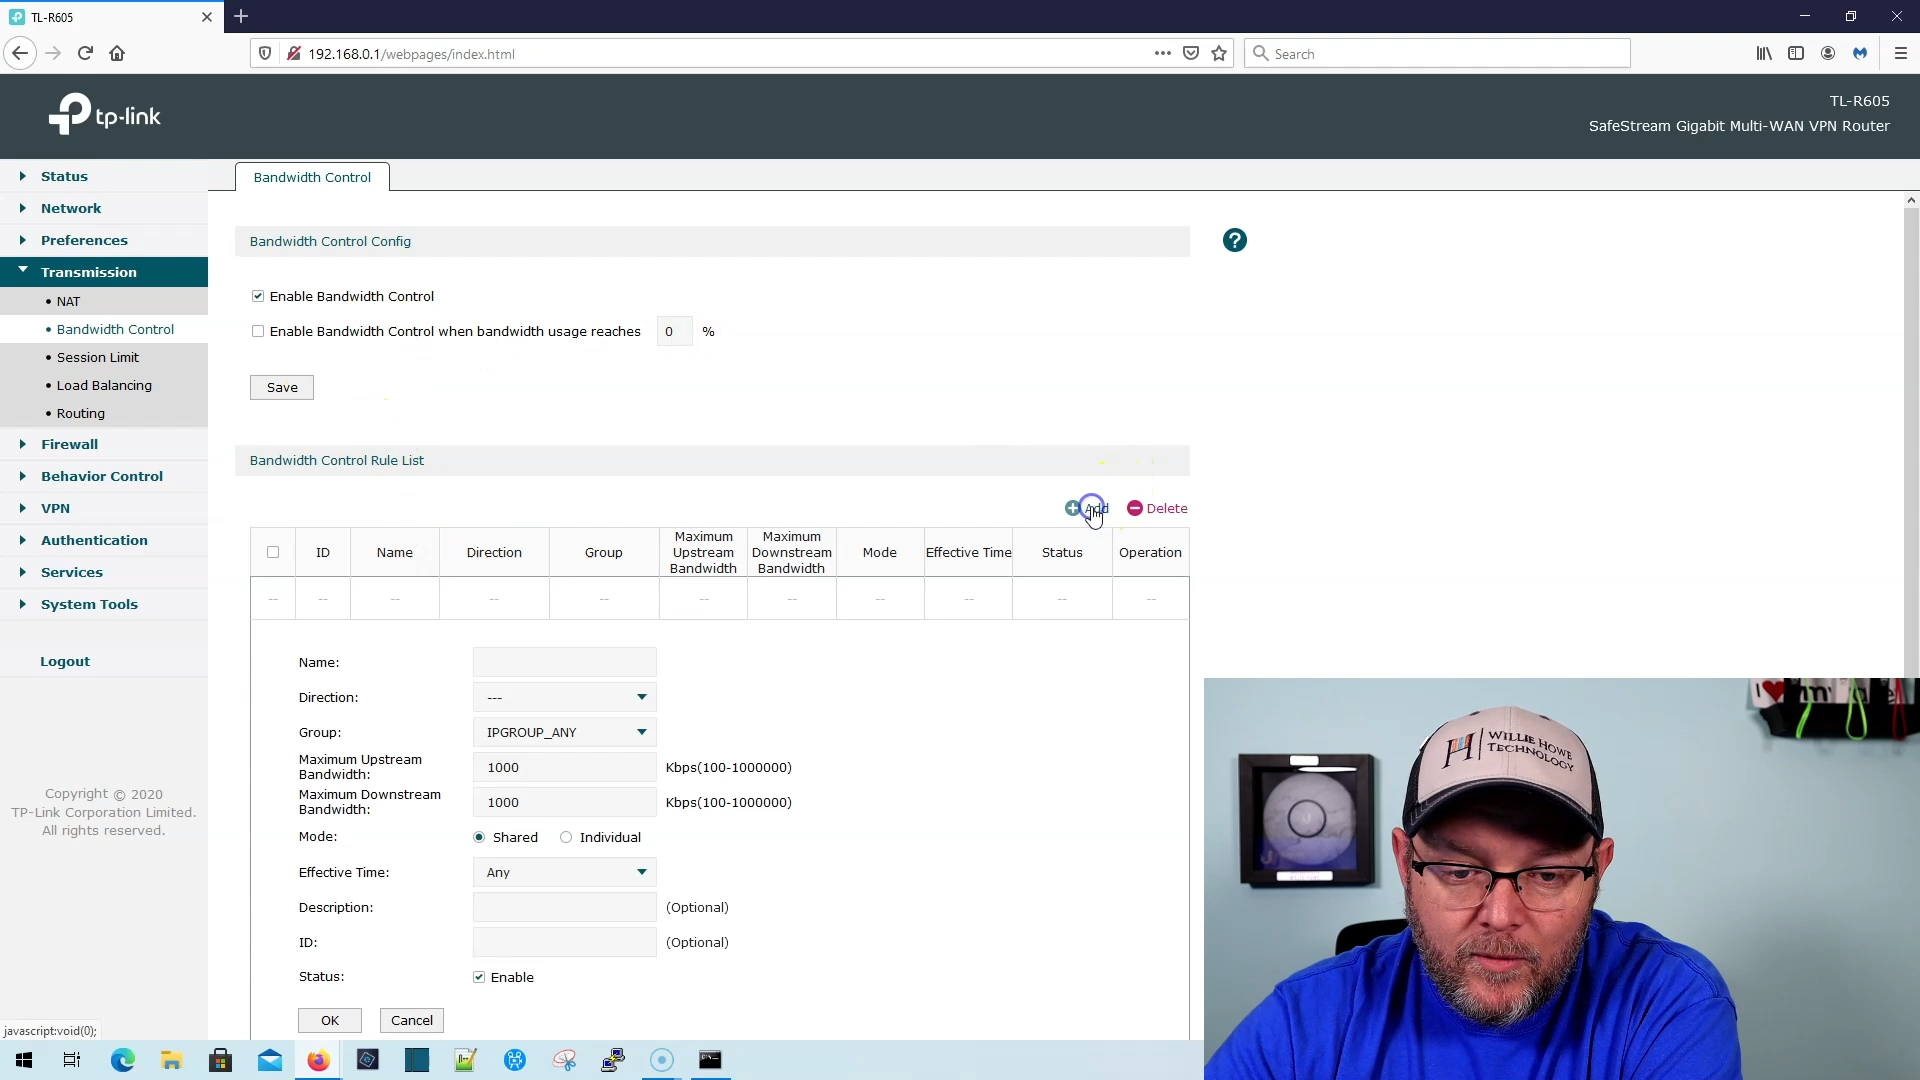 TL-R605
192.168.0.1/webpages/index.html
Search
tp-link
TL-R605
SafeStream Gigabit Multi-WAN VPN Router
Status
Network
Preferences
Transmission
NAT
Bandwidth Control
Session Limit
Load Balancing
Routing
Firewall
Behavior Control
VPN
Authentication
Services
System Tools
Logout
Copyright © 2020
TP-Link Corporation Limited.
All rights reserved.
Bandwidth Control
Bandwidth Control Config
?
Enable Bandwidth Control
Enable Bandwidth Control when bandwidth usage reaches 0 %
Save
Bandwidth Control Rule List
Add Delete
ID Name Direction Group Maximum Upstream Bandwidth Maximum Downstream Bandwidth Mode Effective Time Status Operation
-- -- -- -- -- -- -- -- -- -- --
Name:
Direction: ---
Group: IPGROUP_ANY
Maximum Upstream
Bandwidth: 1000 Kbps(100-1000000)
Maximum Downstream
Bandwidth: 1000 Kbps(100-1000000)
Mode: Shared Individual
Effective Time: Any
Description: (Optional)
ID: (Optional)
Status: Enable
OK Cancel
javascript:void(0);
WILLIE HOWE
TECHNOLOGY